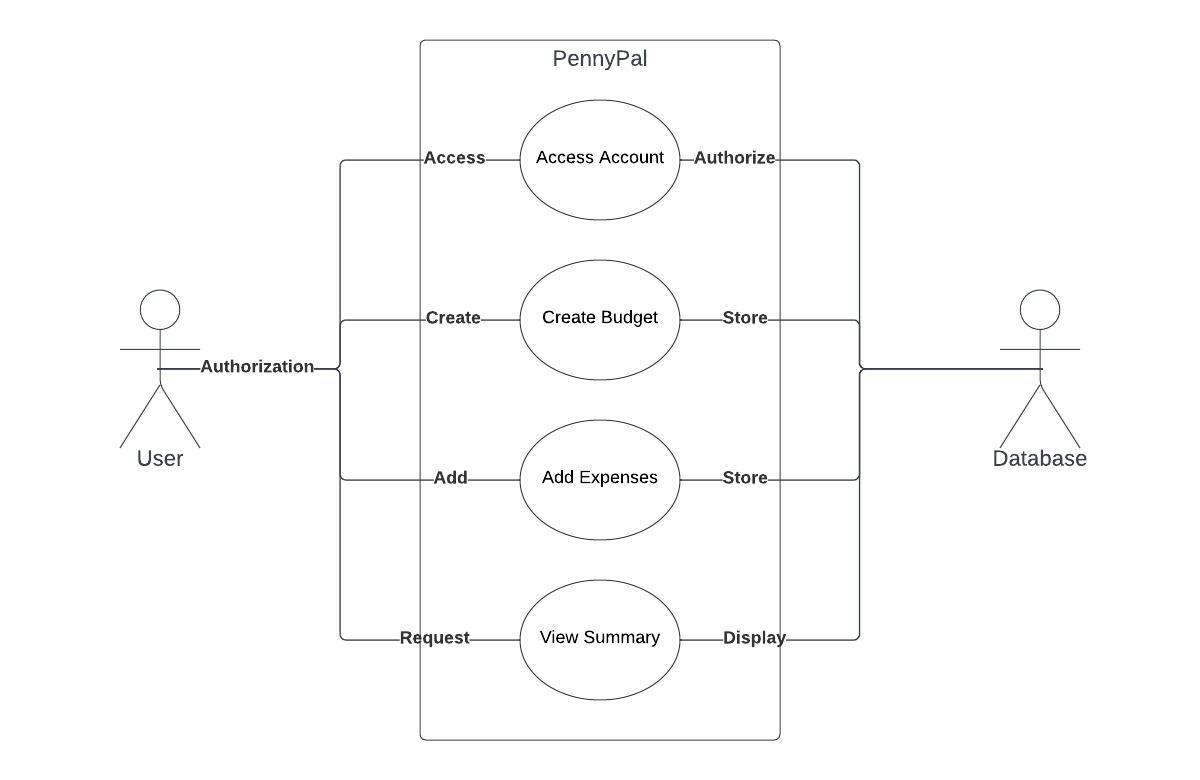 PennyPal
Access
Access Account
Authorize
Create
Create Budget
Store
Authorization
User
Database
Add
Add Expenses
Store
Request
View Summary
Display